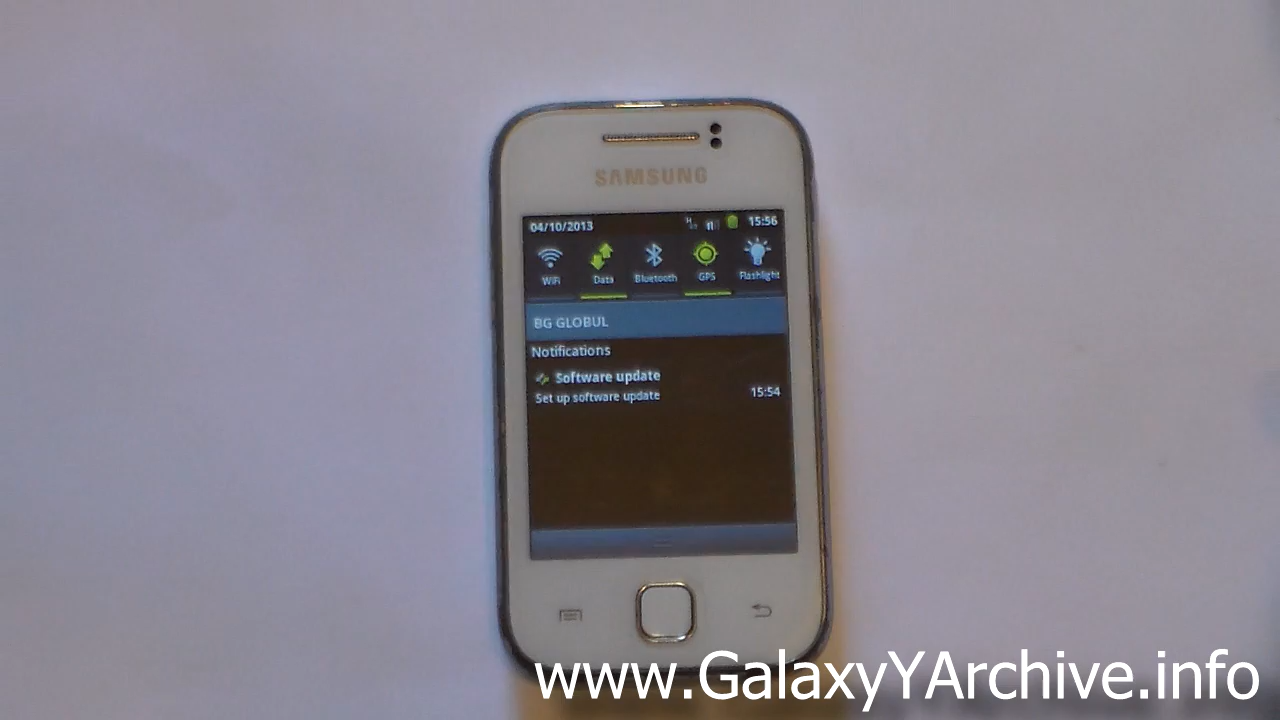 SAMSUNG
04/10/2013 H 15:56
WiFi Data Bluetooth GPS Flashlight
BG GLOBUL
Notifications
Software update
Set up software update 15:54
www.GalaxyYArchive.info